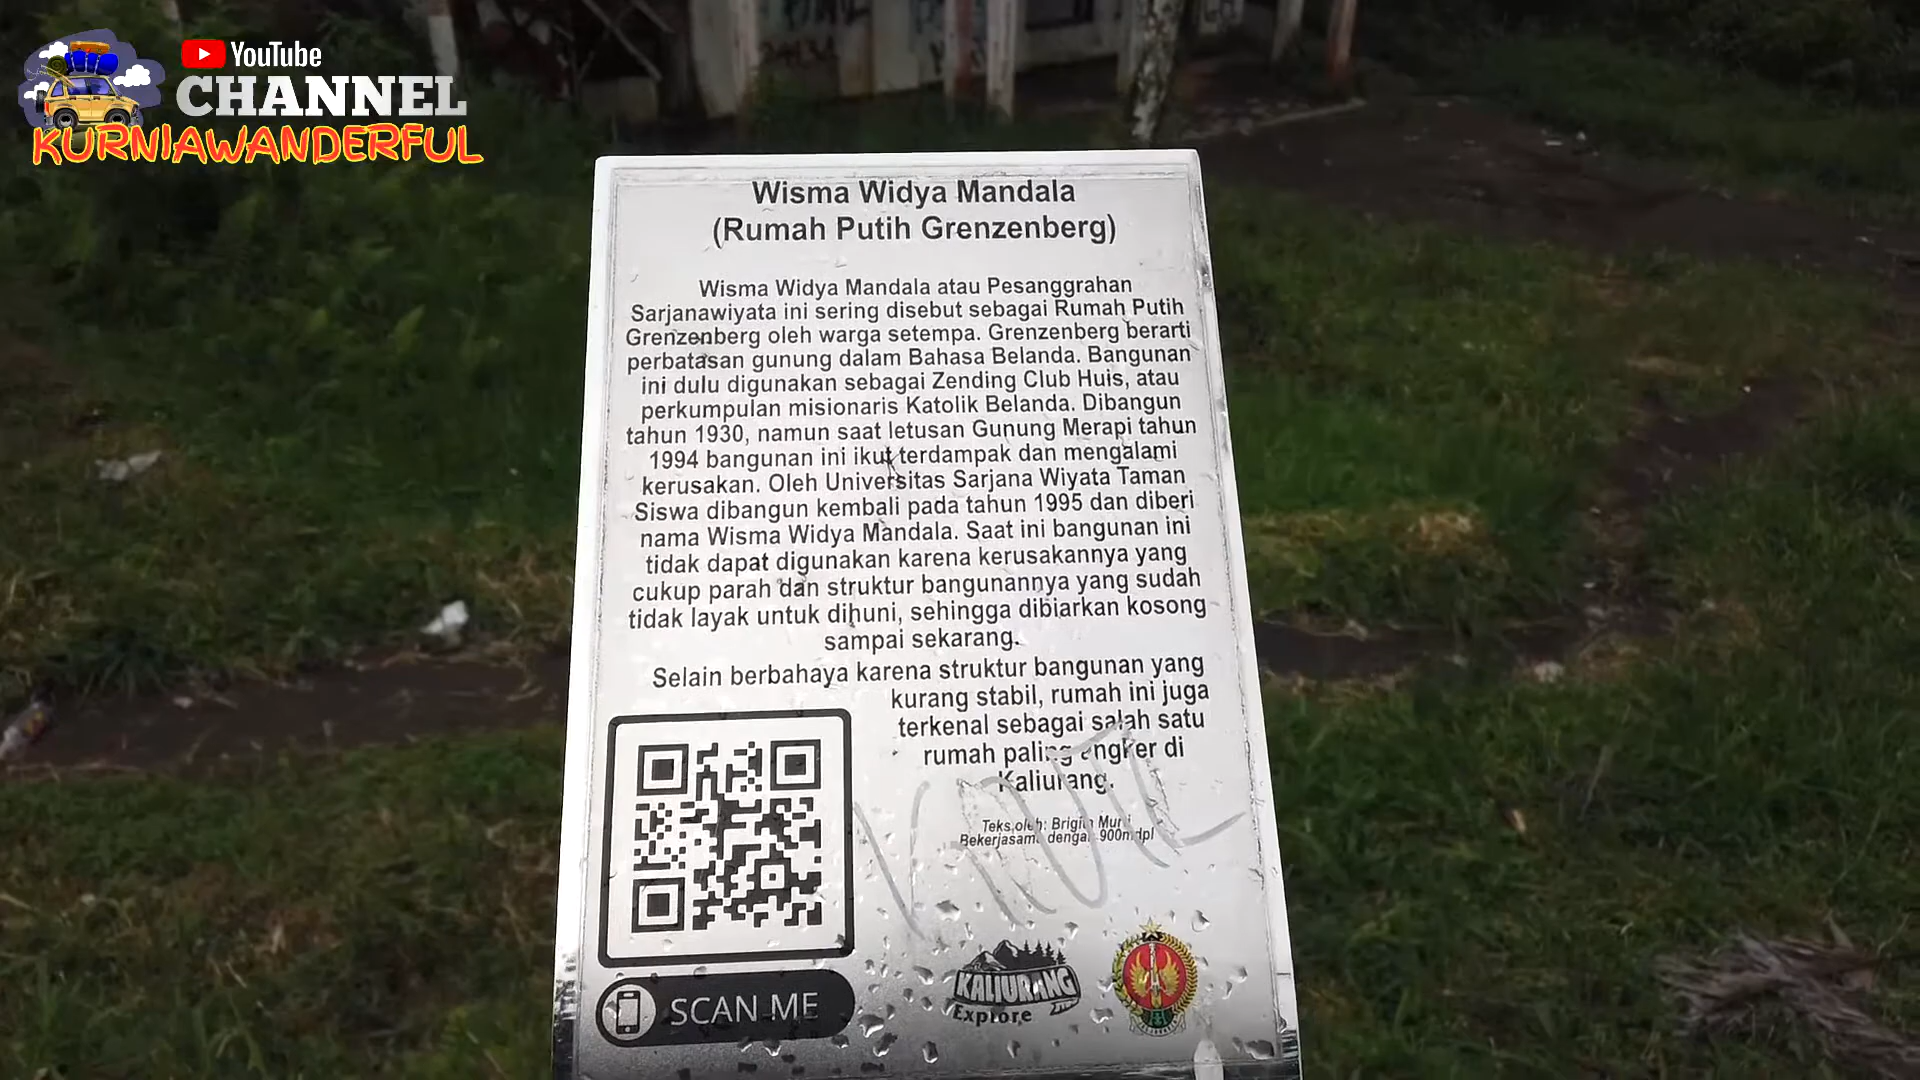 YouTube
CHANNEL
KURNIAWANDERFUL
Wisma Widya Mandala
(Rumah Putih Grenzenberg)
Wisma Widya Mandala atau Pesanggrahan
Sarjanawiyata ini sering disebut sebagai Rumah Putih
Grenzenberg oleh warga setempa. Grenzenberg berarti
perbatasan gunung dalam Bahasa Belanda. Bangunan
ini dulu digunakan sebagai Zending Club Huis, atau
perkumpulan misionaris Katolik Belanda. Dibangun
tahun 1930, namun saat letusan Gunung Merapi tahun
1994 bangunan ini ikut terdampak dan mengalami
kerusakan. Oleh Universitas Sarjana Wiyata Taman
Siswa dibangun kembali pada tahun 1995 dan diberi
nama Wisma Widya Mandala. Saat ini bangunan ini
tidak dapat digunakan karena kerusakannya yang
cukup parah dan struktur bangunannya yang sudah
tidak layak untuk dihuni, sehingga dibiarkan kosong
sampai sekarang.
Selain berbahaya karena struktur bangunan yang
kurang stabil, rumah ini juga
terkenal sebagai salah satu
rumah paling angker di
Kaliurang.
Teks oleh: Brigita
Bekerjasama dengan 900mdpl
SCAN ME
KALIURANG
Explore